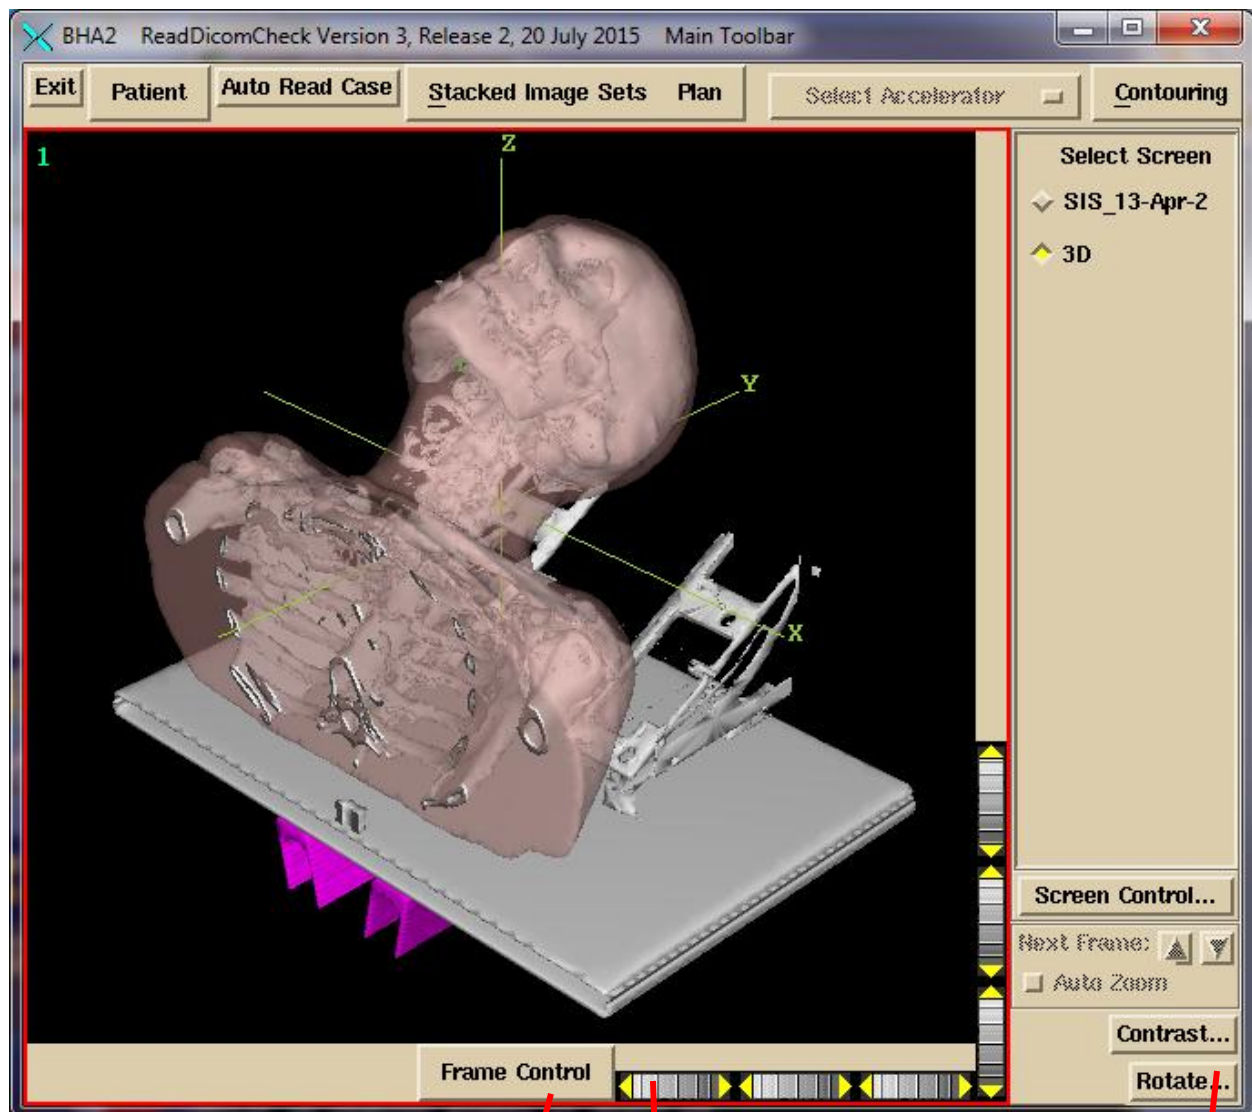 BHA2 ReadDicomCheck Version 3, Release 2, 20 July 2015 Main Toolbar
Exit Patient Auto Read Case Stacked Image Sets Plan Select Accelerator Contouring
1
Z
Y
X
Select Screen
SIS_13-Apr-2
3D
Screen Control...
Next Frame:
Auto Zoom
Contrast...
Frame Control
Rotate...